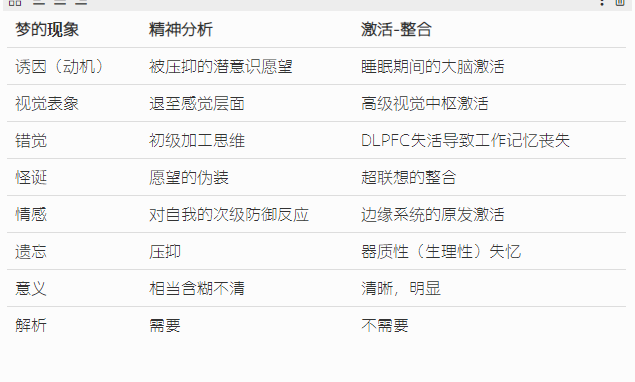 梦的现象 精神分析 激活-整合
诱因（动机） 被压抑的潜意识愿望 睡眠期间的大脑激活
视觉表象 退至感觉层面 高级视觉中枢激活
错觉 初级加工思维 DLPFC失活导致工作记忆丧失
怪诞 愿望的伪装 超联想的整合
情感 对自我的次级防御反应 边缘系统的原发激活
遗忘 压抑 器质性（生理性）失忆
意义 相当含糊不清 清晰，明显
解析 需要 不需要